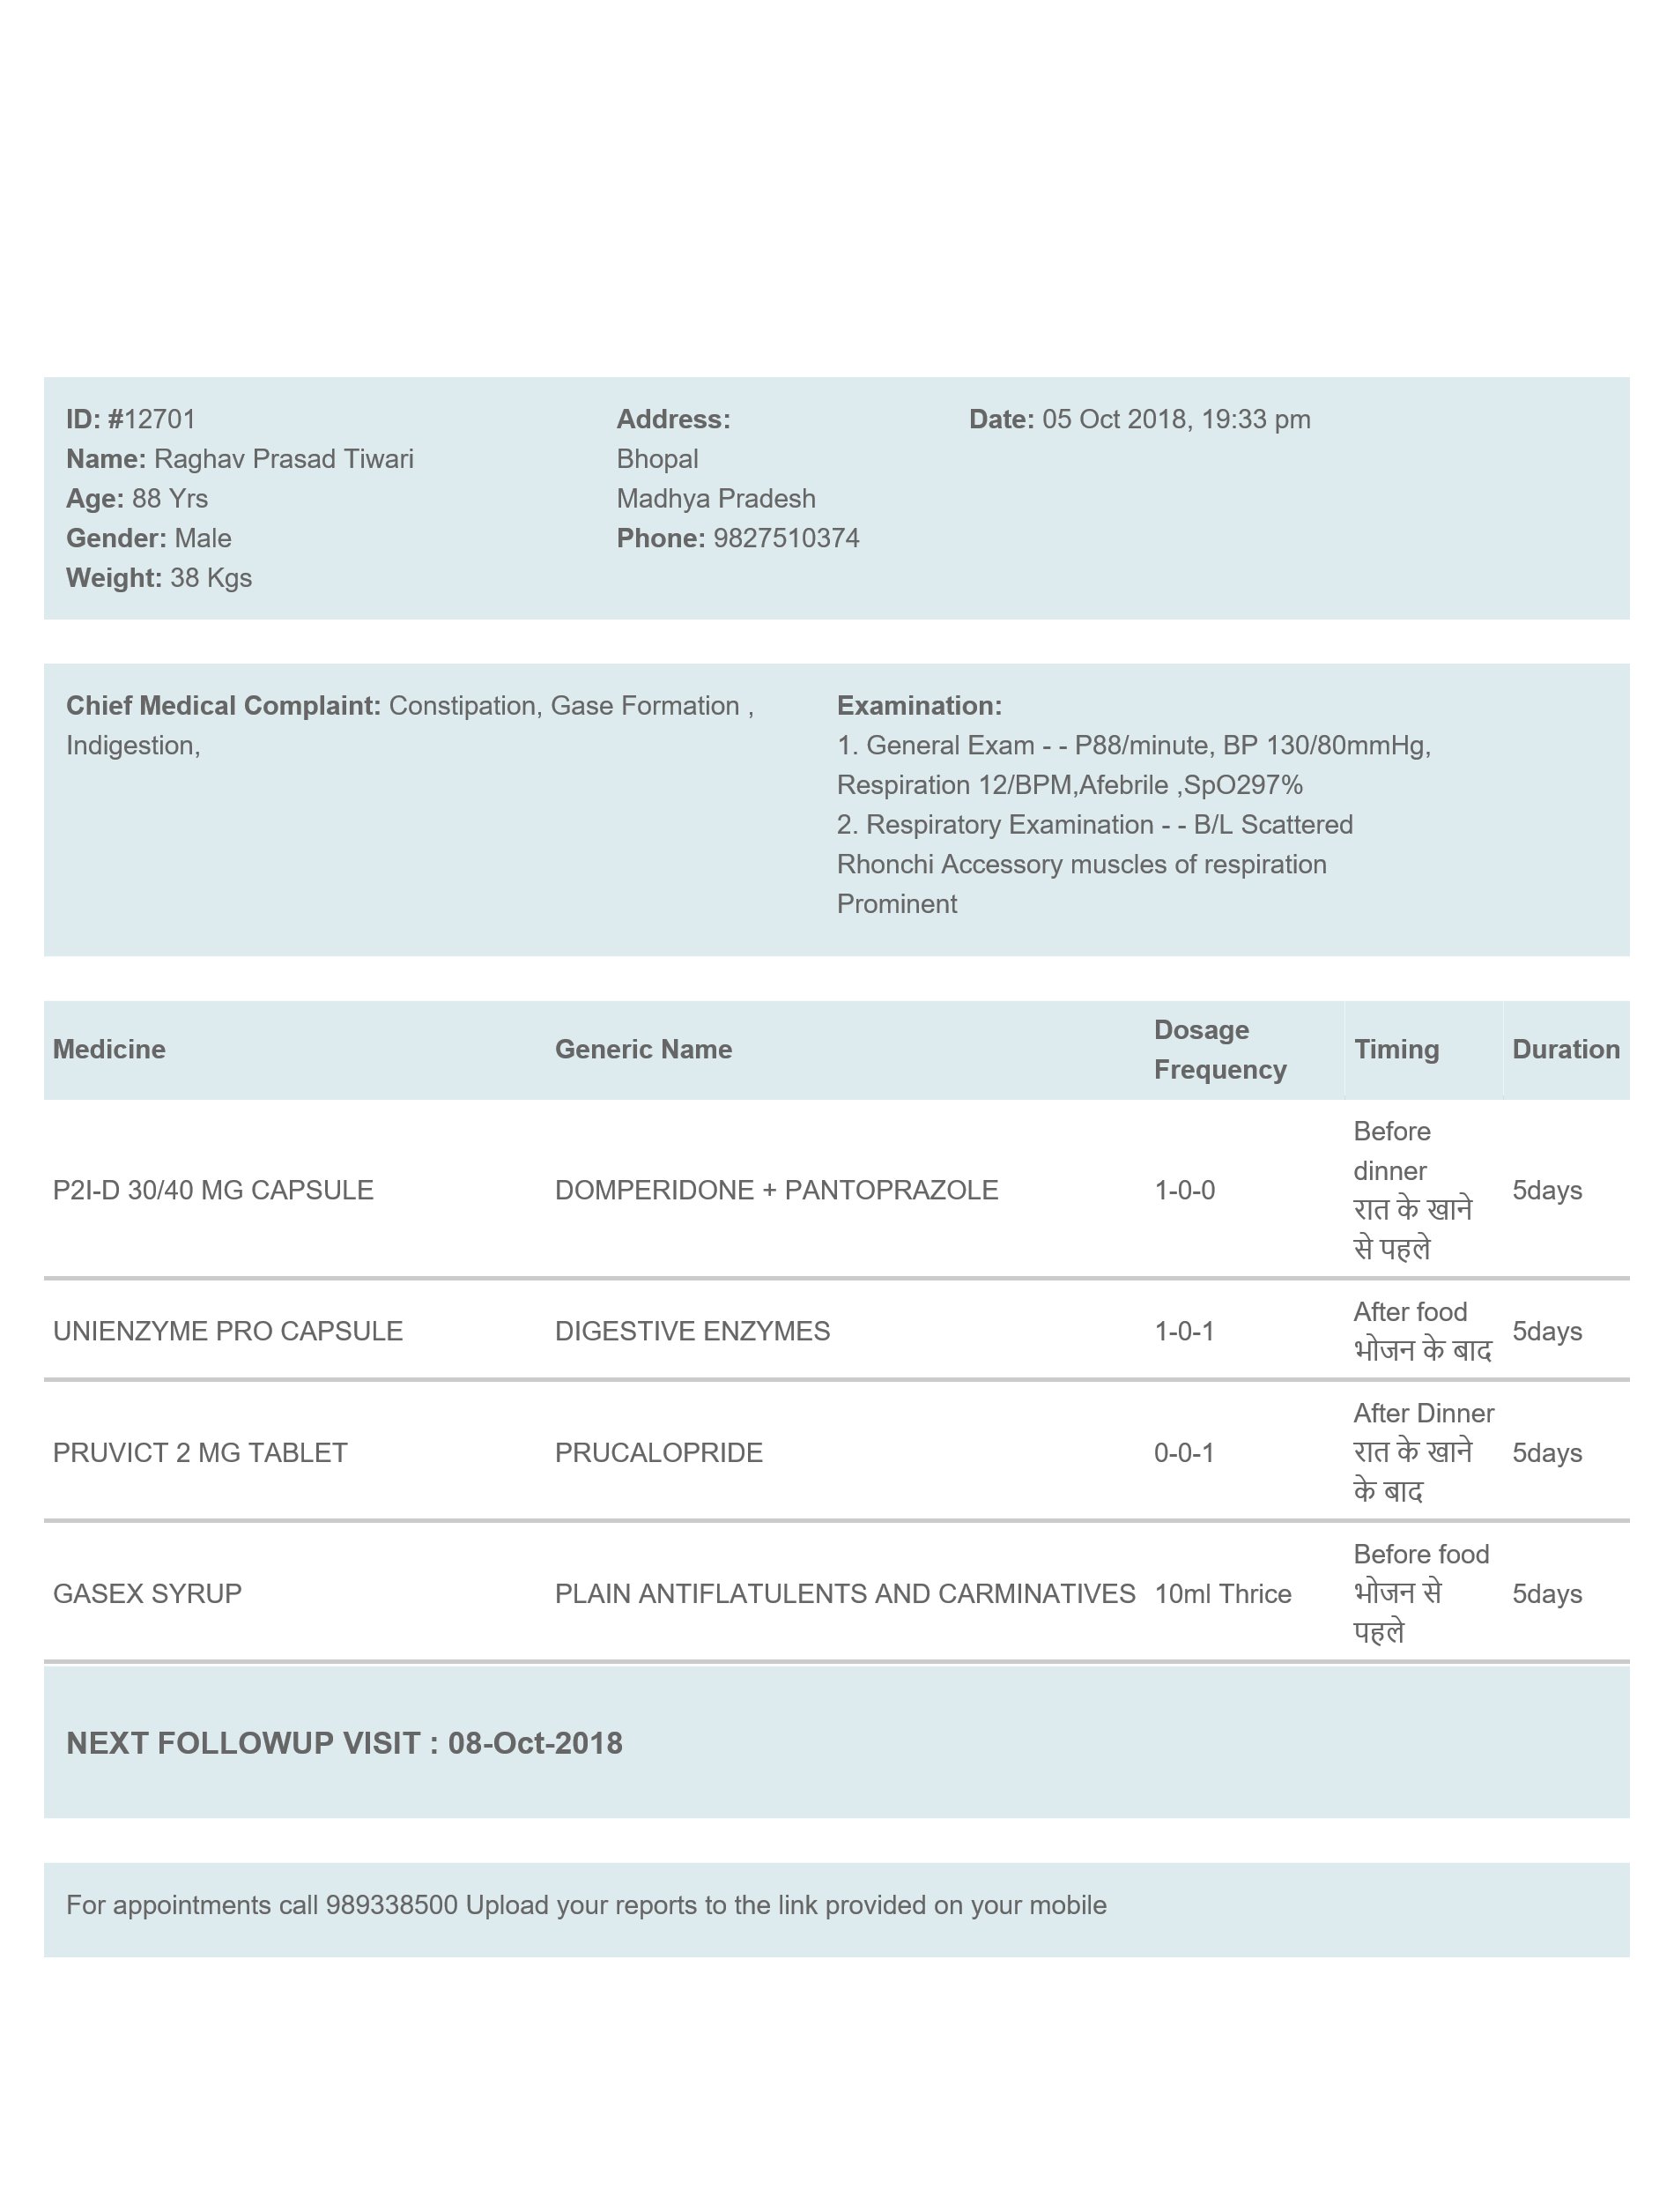 ID: #12701
Name: Raghav Prasad Tiwari
Age: 88 Yrs
Gender: Male
Weight: 38 Kgs
Address:
Bhopal
Madhya Pradesh
Phone: 9827510374
Date: 05 Oct 2018, 19:33 pm
Chief Medical Complaint: Constipation, Gase Formation ,
Indigestion,
Examination:
1. General Exam - - P88/minute, BP 130/80mmHg,
Respiration 12/BPM,Afebrile ,SpO297%
2. Respiratory Examination - - B/L Scattered
Rhonchi Accessory muscles of respiration
Prominent
Medicine Generic Name Dosage Frequency Timing Duration
P2I-D 30/40 MG CAPSULE DOMPERIDONE + PANTOPRAZOLE 1-0-0 Before dinner रात के खाने से पहले 5days
UNIENZYME PRO CAPSULE DIGESTIVE ENZYMES 1-0-1 After food भोजन के बाद 5days
PRUVICT 2 MG TABLET PRUCALOPRIDE 0-0-1 After Dinner रात के खाने के बाद 5days
GASEX SYRUP PLAIN ANTIFLATULENTS AND CARMINATIVES 10ml Thrice Before food भोजन से पहले 5days
NEXT FOLLOWUP VISIT : 08-Oct-2018
For appointments call 989338500 Upload your reports to the link provided on your mobile